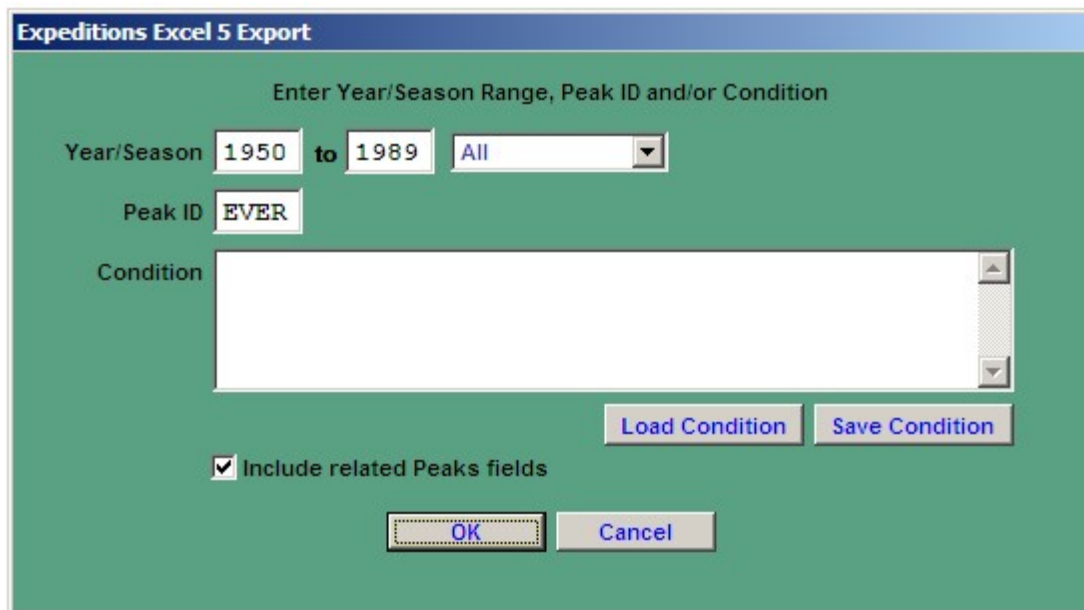 Expeditions Excel 5 Export
Enter Year/Season Range, Peak ID and/or Condition
Year/Season 1950 to 1989 All
Peak ID EVER
Condition
Load Condition Save Condition
Include related Peaks fields
OK Cancel